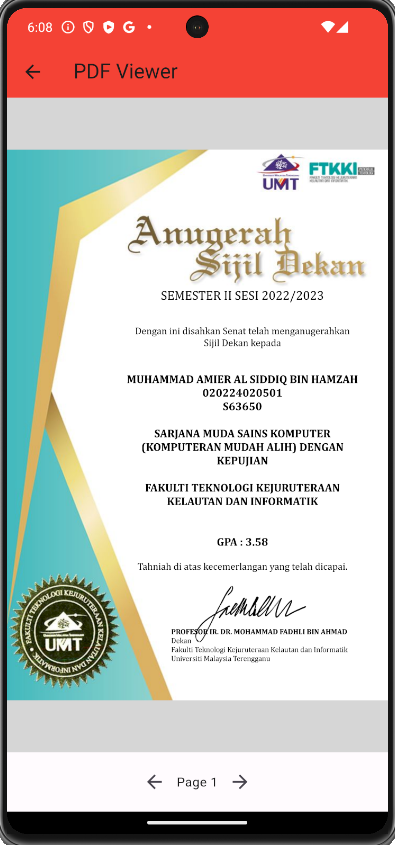 6:08
PDF Viewer
UMT
FTKKI
Anugerah
Sijil Dekan
SEMESTER II SESI 2022/2023
Dengan ini disahkan Senat telah menganugerahkan
Sijil Dekan kepada
MUHAMMAD AMIER AL SIDDIQ BIN HAMZAH
020224020501
S63650
SARJANA MUDA SAINS KOMPUTER
(KOMPUTERAN MUDAH ALIH) DENGAN
KEPUJIAN
FAKULTI TEKNOLOGI KEJURUTERAAN
KELAUTAN DAN INFORMATIK
GPA : 3.58
Tahniah di atas kecemerlangan yang telah dicapai.
PROFESOR IR. DR. MOHAMMAD FADHLI BIN AHMAD
Dekan
Fakulti Teknologi Kejuruteraan Kelautan dan Informatik
Universiti Malaysia Terengganu
FAKULTI TEKNOLOGI KEJURUTERAAN KELAUTAN DAN INFORMATIK
UMT
Page 1